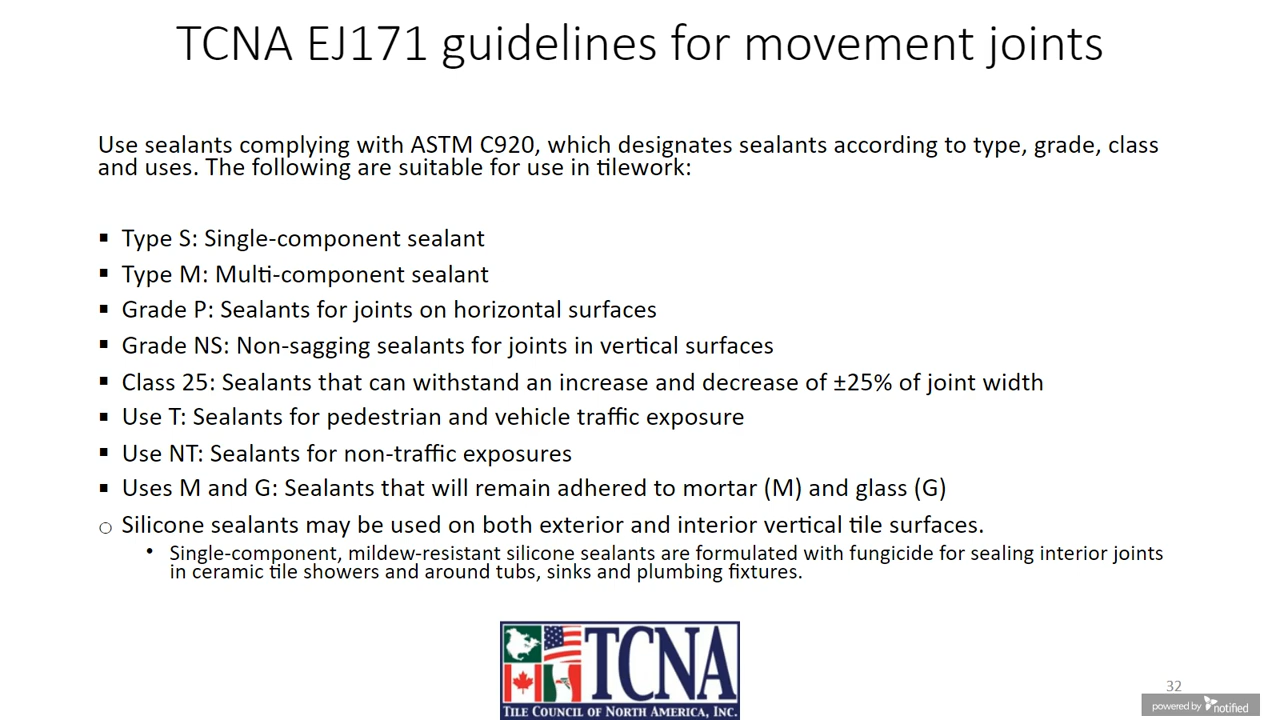 TCNA EJ171 guidelines for movement joints
Use sealants complying with ASTM C920, which designates sealants according to type, grade, class
and uses. The following are suitable for use in tilework:
▪ Type S: Single-component sealant
▪ Type M: Multi-component sealant
▪ Grade P: Sealants for joints on horizontal surfaces
▪ Grade NS: Non-sagging sealants for joints in vertical surfaces
▪ Class 25: Sealants that can withstand an increase and decrease of ±25% of joint width
▪ Use T: Sealants for pedestrian and vehicle traffic exposure
▪ Use NT: Sealants for non-traffic exposures
▪ Uses M and G: Sealants that will remain adhered to mortar (M) and glass (G)
○ Silicone sealants may be used on both exterior and interior vertical tile surfaces.
• Single-component, mildew-resistant silicone sealants are formulated with fungicide for sealing interior joints
in ceramic tile showers and around tubs, sinks and plumbing fixtures.
TCNA
TILE COUNCIL OF NORTH AMERICA, INC.
32
powered by notified